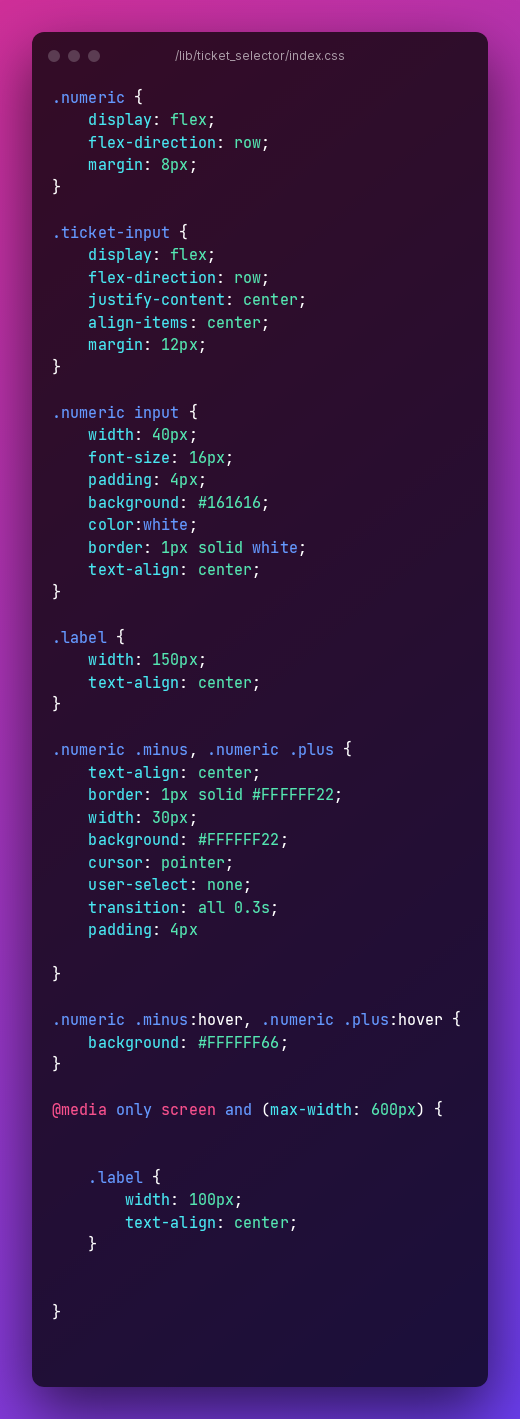 /lib/ticket_selector/index.css
.numeric {
    display: flex;
    flex-direction: row;
    margin: 8px;
}
.ticket-input {
    display: flex;
    flex-direction: row;
    justify-content: center;
    align-items: center;
    margin: 12px;
}
.numeric input {
    width: 40px;
    font-size: 16px;
    padding: 4px;
    background: #161616;
    color:white;
    border: 1px solid white;
    text-align: center;
}
.label {
    width: 150px;
    text-align: center;
}
.numeric .minus, .numeric .plus {
    text-align: center;
    border: 1px solid #FFFFFF22;
    width: 30px;
    background: #FFFFFF22;
    cursor: pointer;
    user-select: none;
    transition: all 0.3s;
    padding: 4px
}
.numeric .minus:hover, .numeric .plus:hover {
    background: #FFFFFF66;
}
@media only screen and (max-width: 600px) {
    .label {
        width: 100px;
        text-align: center;
    }
}